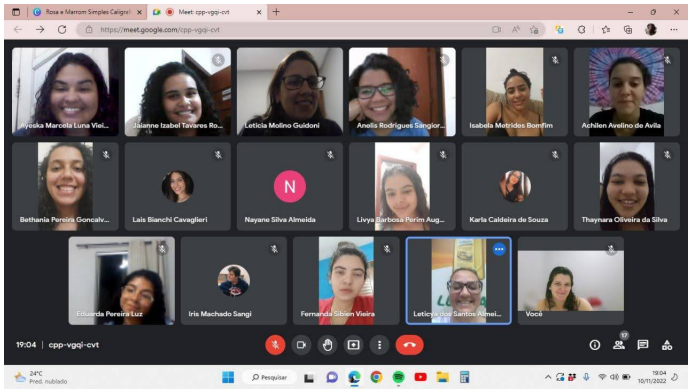 Rosa e Marrom Simples Caligra
Meet: cpp-vgqi-cvt
https://meet.google.com/cpp-vgqi-cvt
Ayeska Marcela Luna Viei...
Jaianne Izabel Tavares Ro...
Leticia Molino Guidoni
Anelis Rodrigues Sangior...
Isabela Metrides Bomfim
Achilen Avelino de Avila
Bethania Pereira Goncalv...
Lais Bianchi Cavaglieri
N
Nayane Silva Almeida
Livya Barbosa Perim Aug...
Karla Caldeira de Souza
Thaynara Oliveira da Silva
Eduarda Pereira Luz
Iris Machado Sangi
Fernanda Sibien Vieira
Leticya dos Santos Almei...
Você
19:04 | cpp-vgqi-cvt
17
24°C
Pred. nublado
Pesquisar
19:04
10/11/2022